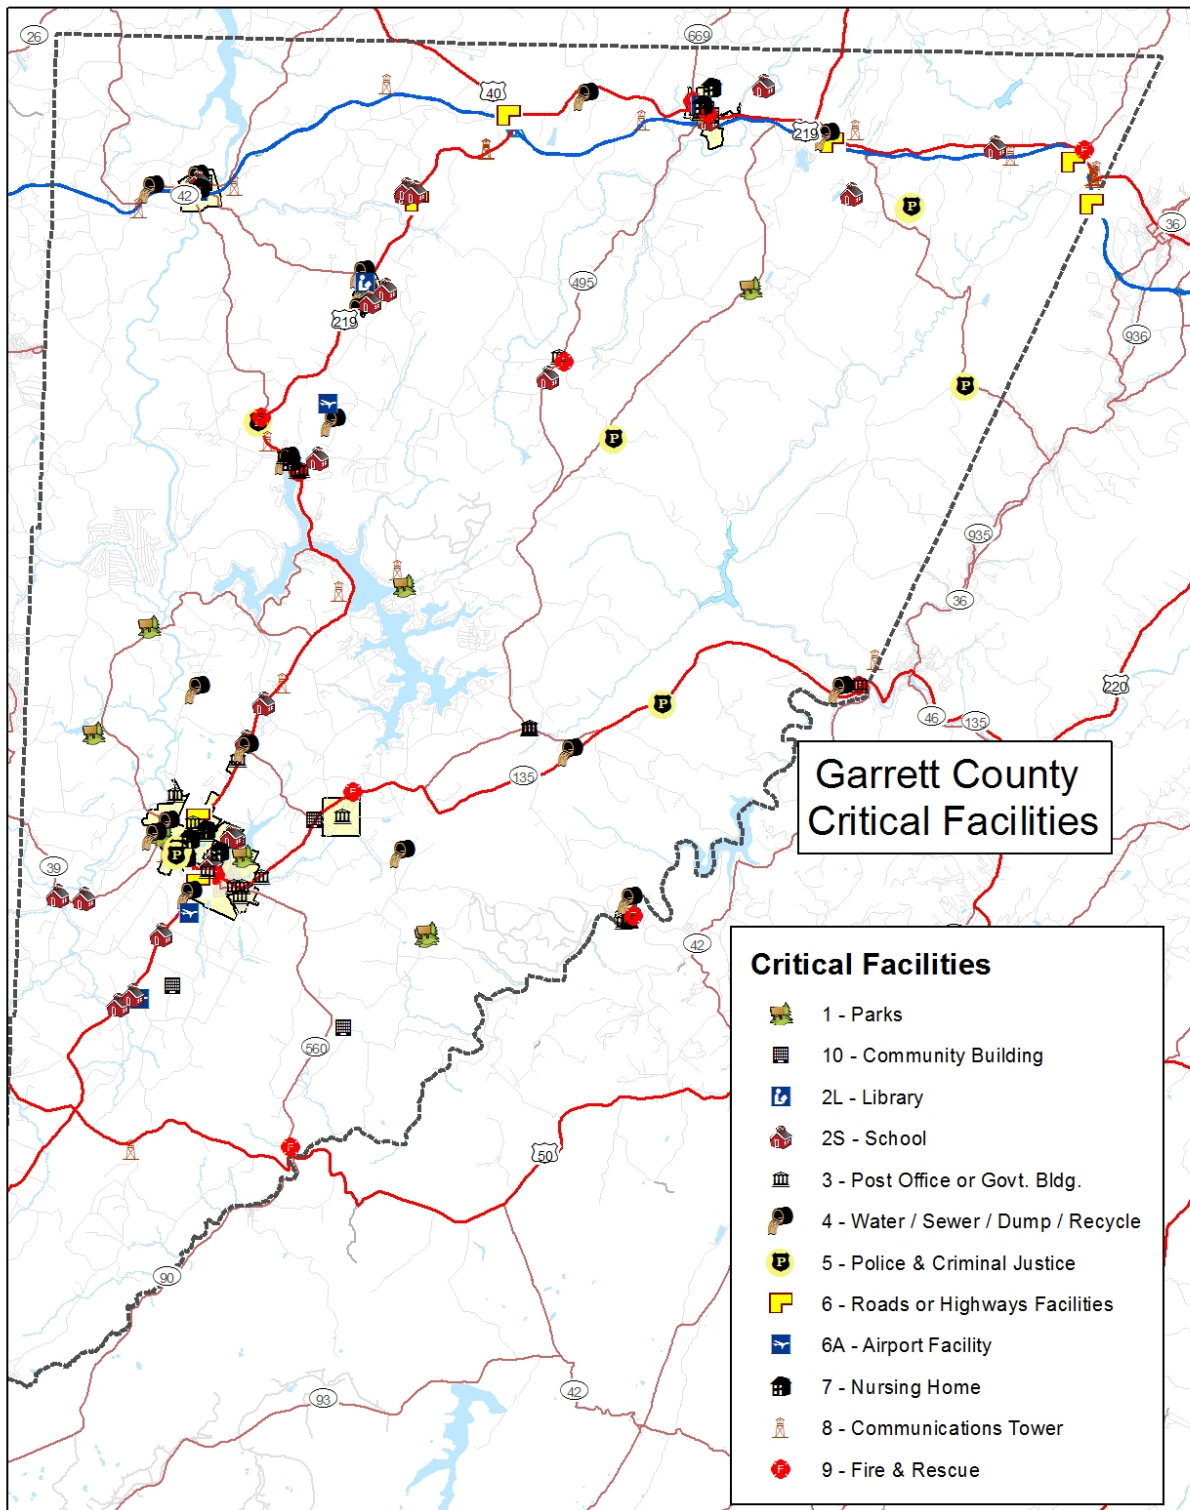 26
669
40
219
42
36
495
219
936
935
36
220
46
135
135
39
42
560
50
90
93
42
Garrett County
Critical Facilities
Critical Facilities
1 - Parks
10 - Community Building
2L - Library
2S - School
3 - Post Office or Govt. Bldg.
4 - Water / Sewer / Dump / Recycle
5 - Police & Criminal Justice
6 - Roads or Highways Facilities
6A - Airport Facility
7 - Nursing Home
8 - Communications Tower
9 - Fire & Rescue